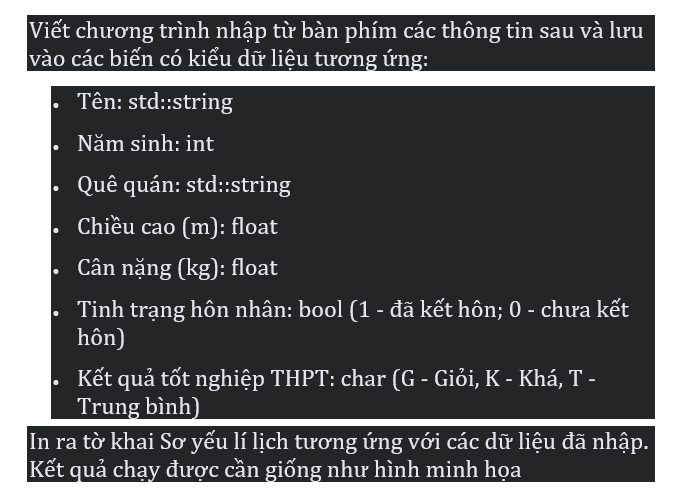 Viết chương trình nhập từ bàn phím các thông tin sau và lưu
vào các biến có kiểu dữ liệu tương ứng:
• Tên: std::string
• Năm sinh: int
• Quê quán: std::string
• Chiều cao (m): float
• Cân nặng (kg): float
• Tinh trạng hôn nhân: bool (1 - đã kết hôn; 0 - chưa kết
hôn)
• Kết quả tốt nghiệp THPT: char (G - Giỏi, K - Khá, T -
Trung bình)
In ra tờ khai Sơ yếu lí lịch tương ứng với các dữ liệu đã nhập.
Kết quả chạy được cần giống như hình minh họa